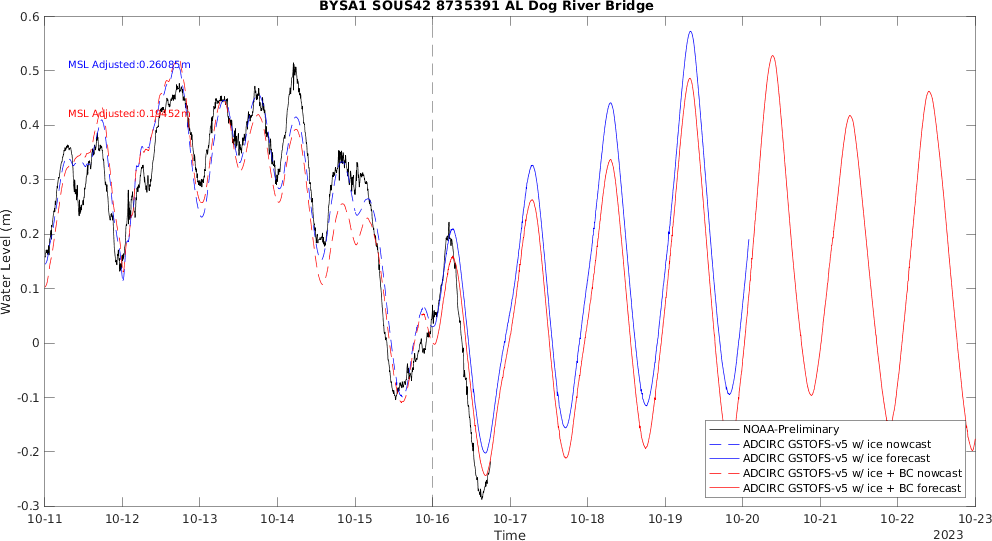 BYSA1 SOUS42 8735391 AL Dog River Bridge
0.6
0.5
0.4
0.3
0.2
0.1
0
-0.1
-0.2
-0.3
Water Level (m)
MSL Adjusted:0.26085m
MSL Adjusted:0.19452m
NOAA-Preliminary
ADCIRC GSTOFS-v5 w/ ice nowcast
ADCIRC GSTOFS-v5 w/ ice forecast
ADCIRC GSTOFS-v5 w/ ice + BC nowcast
ADCIRC GSTOFS-v5 w/ ice + BC forecast
10-11 10-12 10-13 10-14 10-15 10-16 10-17 10-18 10-19 10-20 10-21 10-22 10-23
Time
2023